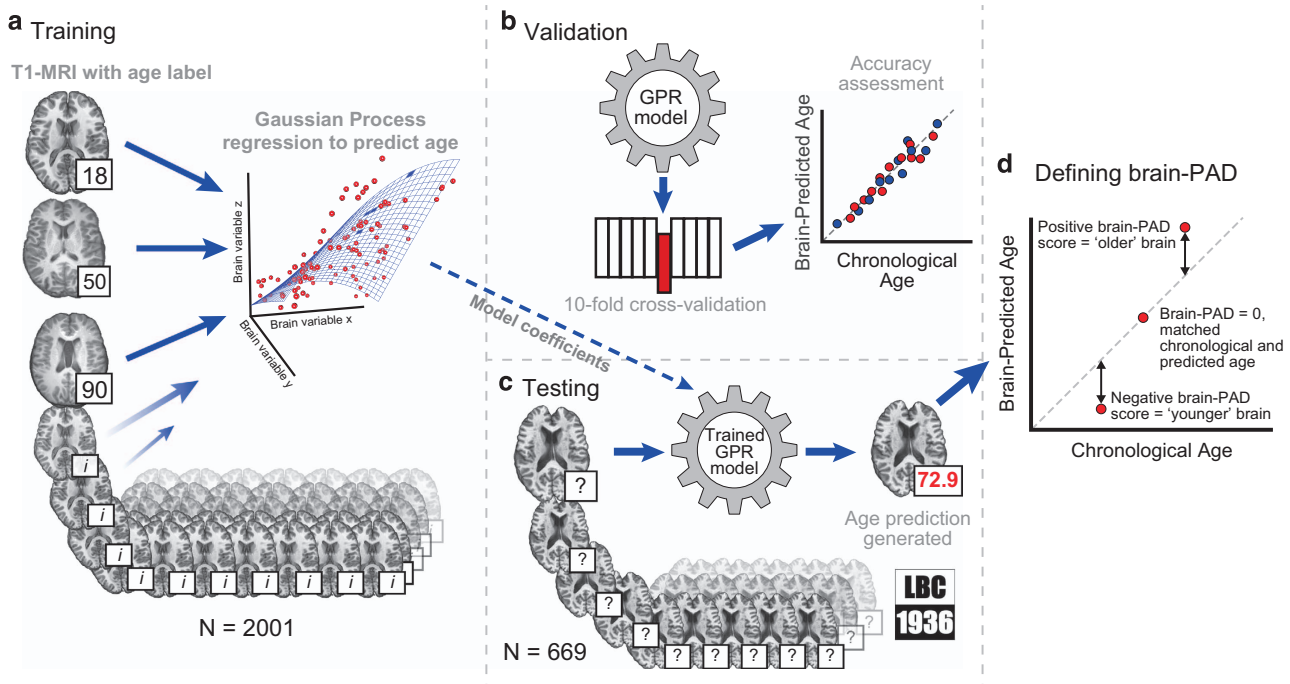 a Training
T1-MRI with age label
18
50
90
i
i
i
i
i
i
i
i
i
i
Gaussian Process
regression to predict age
Brain variable z
Brain variable x
Brain variable y
N = 2001
Model coefficients
b Validation
GPR
model
10-fold cross-validation
Accuracy
assessment
Brain-Predicted Age
Chronological
Age
c Testing
?
?
?
?
?
?
?
?
?
?
?
N = 669
Trained
GPR
model
72.9
Age prediction
generated
LBC
1936
d Defining brain-PAD
Brain-Predicted Age
Positive brain-PAD
score = ‘older’ brain
Brain-PAD = 0,
matched
chronological and
predicted age
Negative brain-PAD
score = ‘younger’ brain
Chronological Age